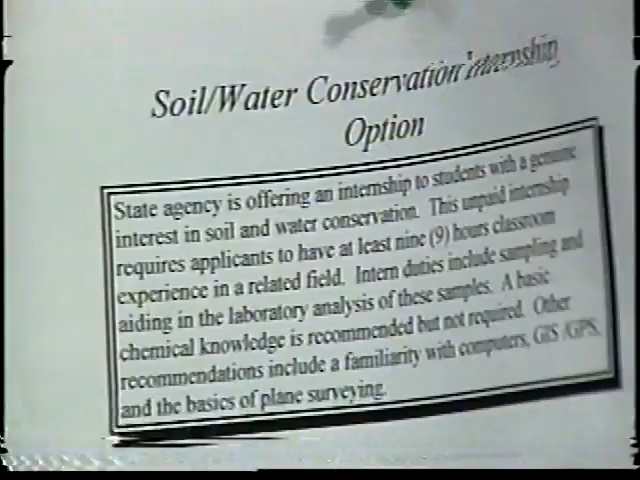 Soil/Water Conservation Internship
Option
State agency is offering an internship to students with a genuine
interest in soil and water conservation. This unpaid internship
requires applicants to have at least nine (9) hours classroom
experience in a related field. Intern duties include sampling and
aiding in the laboratory analysis of these samples. A basic
chemical knowledge is recommended but not required. Other
recommendations include a familiarity with computers, GIS /GPS,
and the basics of plane surveying.